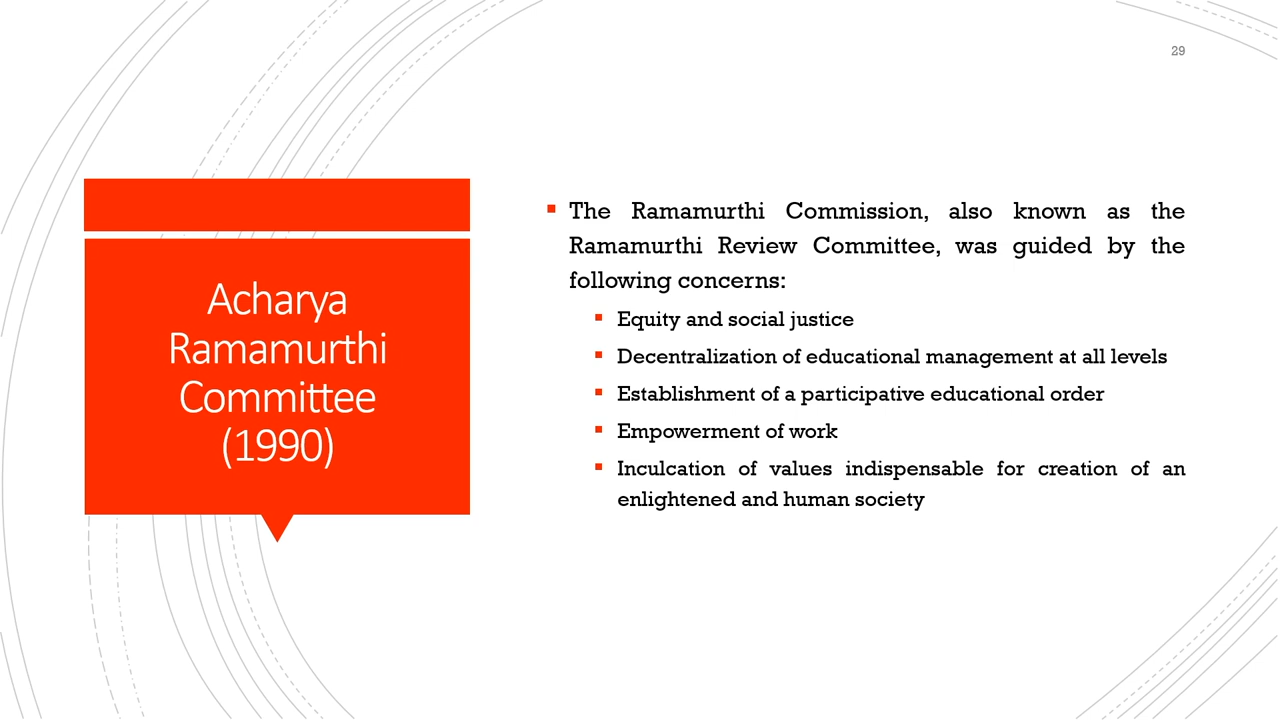 29
Acharya
Ramamurthi
Committee
(1990)
▪ The Ramamurthi Commission, also known as the
Ramamurthi Review Committee, was guided by the
following concerns:
▪ Equity and social justice
▪ Decentralization of educational management at all levels
▪ Establishment of a participative educational order
▪ Empowerment of work
▪ Inculcation of values indispensable for creation of an
enlightened and human society